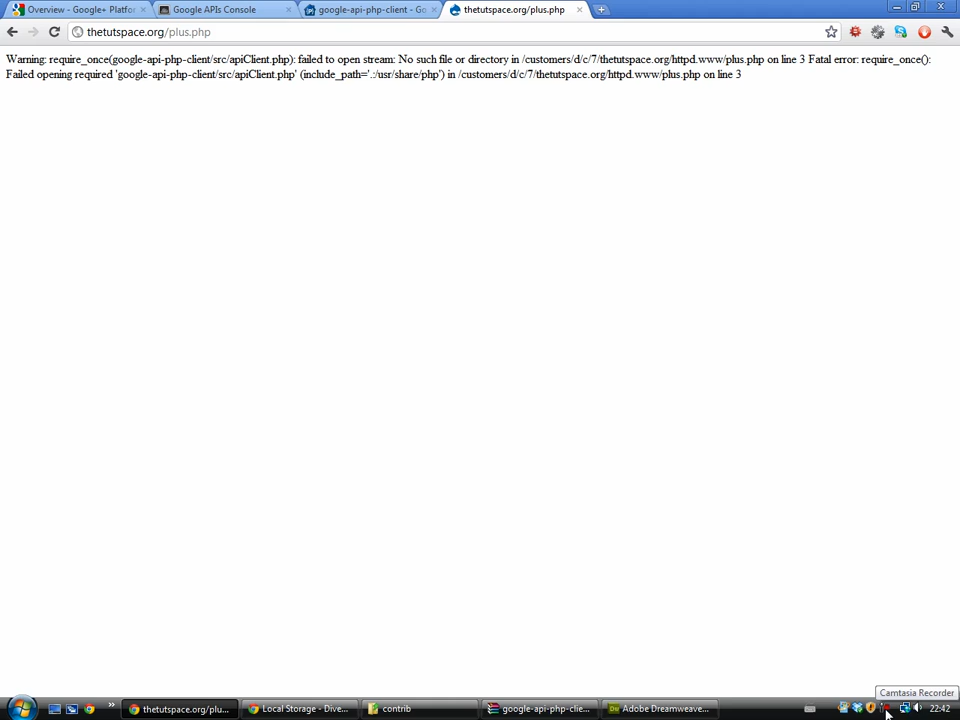 Overview - Google+ Platfo
Google APIs Console
google-api-php-client - Go
thetutspace.org/plus.php
thetutspace.org/plus.php
Warning: require_once(google-api-php-client/src/apiClient.php): failed to open stream: No such file or directory in /customers/d/c/7/thetutspace.org/httpd.www/plus.php on line 3 Fatal error: require_once():
Failed opening required 'google-api-php-client/src/apiClient.php' (include_path='.:/usr/share/php') in /customers/d/c/7/thetutspace.org/httpd.www/plus.php on line 3
Camtasia Recorder
thetutspace.org/plu...
Local Storage - Dive...
contrib
google-api-php-clie...
Adobe Dreamweave...
22:42